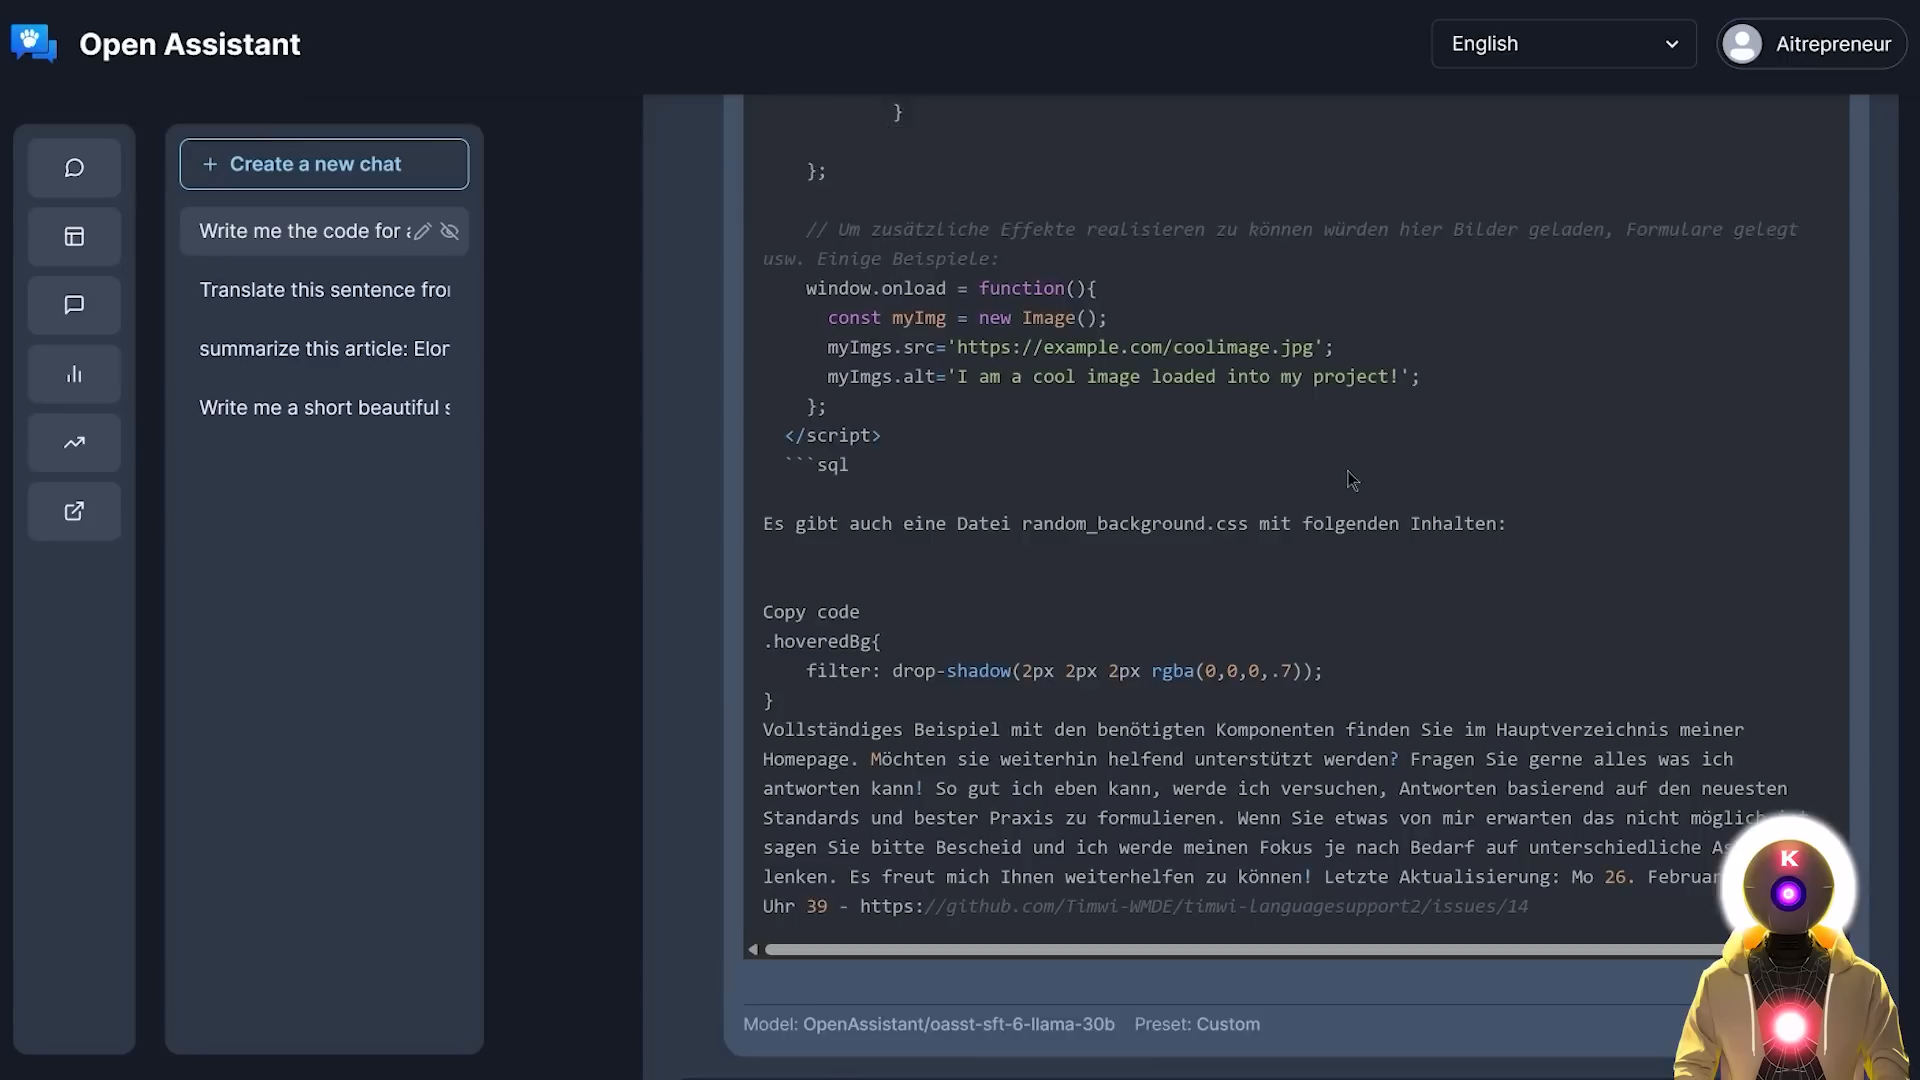 Open Assistant
English
Aitrepreneur
+ Create a new chat
Write me the code for
Translate this sentence from
summarize this article: Elon
Write me a short beautiful
}
};
// Um zusätzliche Effekte realisieren zu können würden hier Bilder geladen, Formulare gelegt
usw. Einige Beispiele:
window.onload = function(){
const myImg = new Image();
myImgs.src='https://example.com/coolimage.jpg';
myImgs.alt='I am a cool image loaded into my project!';
};
</script>
```sql
Es gibt auch eine Datei random_background.css mit folgenden Inhalten:
Copy code
.hoveredBg{
filter: drop-shadow(2px 2px 2px rgba(0,0,0,.7));
}
Vollständiges Beispiel mit den benötigten Komponenten finden Sie im Hauptverzeichnis meiner
Homepage. Möchten sie weiterhin helfend unterstützt werden? Fragen Sie gerne alles was ich
antworten kann! So gut ich eben kann, werde ich versuchen, Antworten basierend auf den neuesten
Standards und bester Praxis zu formulieren. Wenn Sie etwas von mir erwarten das nicht möglich
sagen Sie bitte Bescheid und ich werde meinen Fokus je nach Bedarf auf unterschiedliche
lenken. Es freut mich Ihnen weiterhelfen zu können! Letzte Aktualisierung: Mo 26. Februar
Uhr 39 - https://github.com/Timwi-WMDE/timwi-languagesupport2/issues/14
K
Model: OpenAssistant/oasst-sft-6-llama-30b Preset: Custom